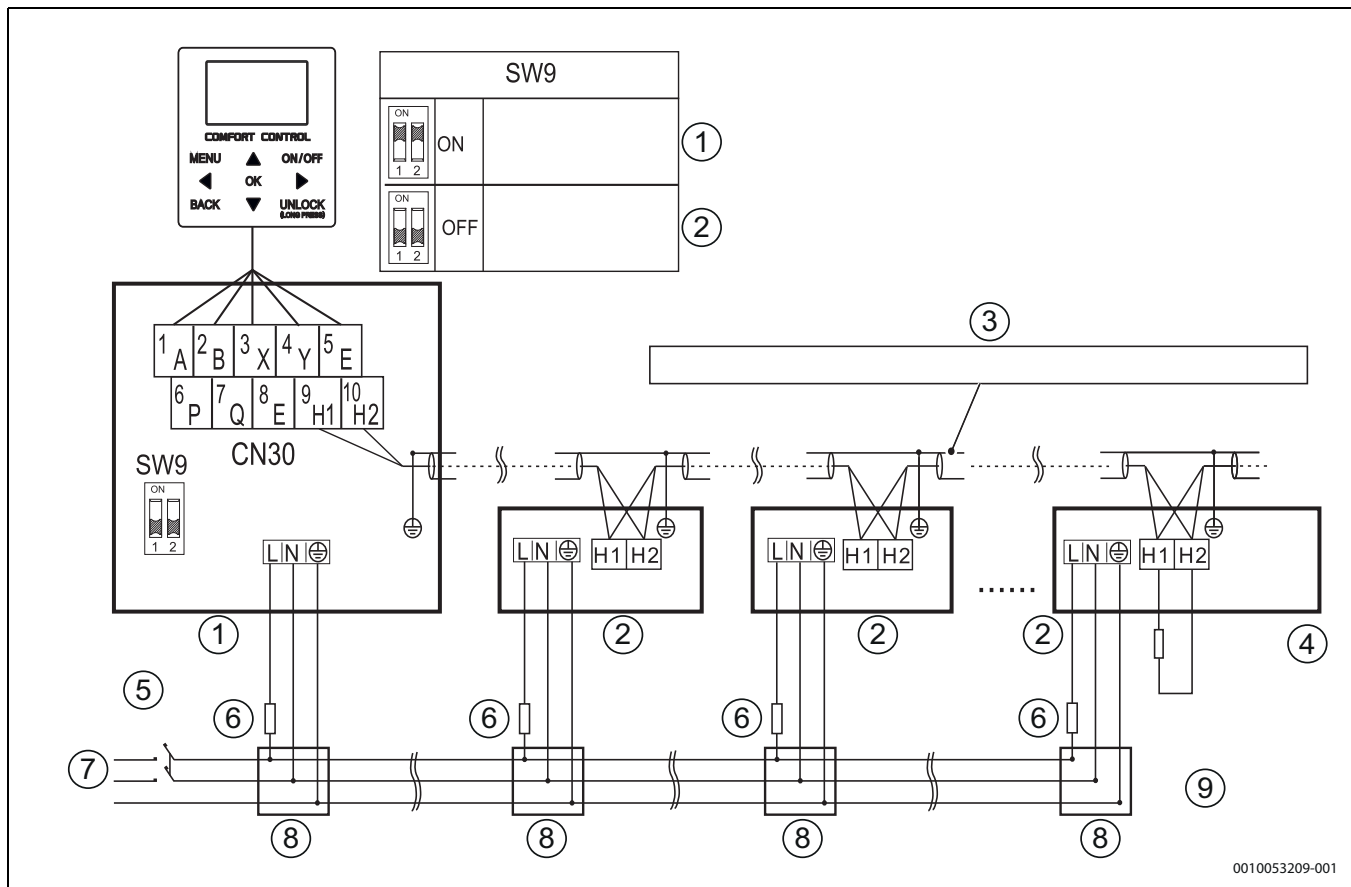 SW9
ON
1 2
ON
①
ON
1 2
OFF
②
COMFORT CONTROL
MENU ▲ ON/OFF
◀ OK ▶
BACK ▼ UNLOCK
(LONG PRESS)
③
1 A 2 B 3 X 4 Y 5 E
6 P 7 Q 8 E 9 H1 10 H2
CN30
SW9
ON
1 2
L N
L N
H1 H2
L N
H1 H2
......
L N
H1 H2
①
②
②
②
④
⑤
⑥
⑥
⑥
⑥
⑦
⑨
⑧
⑧
⑧
⑧
0010053209-001